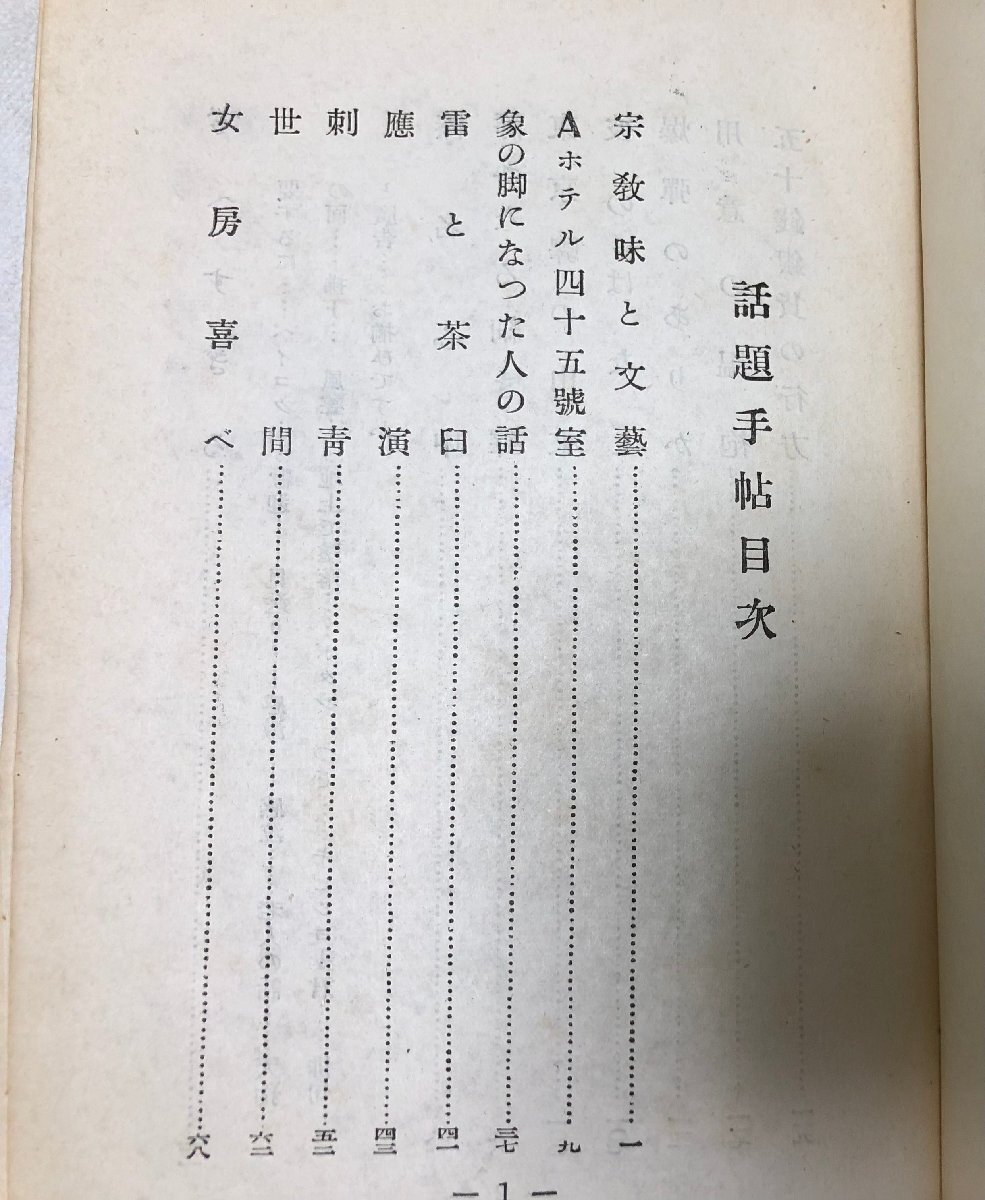 話題手帖目次
宗教味と文藝……一
Aホテル四十五號室……九
象の脚になつた人の話……三七
雷と茶臼……四一
應演……四三
刺青……五二
世間……六二
女房喜べ……六八
— 1 —